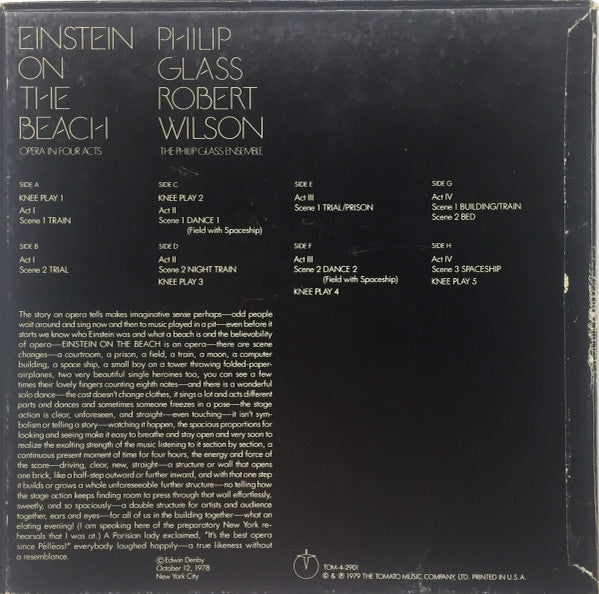 EINSTEIN
ON
THE
BEACH
OPERA IN FOUR ACTS
PHILIP
GLASS
ROBERT
WILSON
THE PHILIP GLASS ENSEMBLE
SIDE A
KNEE PLAY 1
Act I
Scene 1 TRAIN
SIDE B
Act I
Scene 2 TRIAL
SIDE C
KNEE PLAY 2
Act II
Scene 1 DANCE 1
(Field with Spaceship)
SIDE D
Act II
Scene 2 NIGHT TRAIN
KNEE PLAY 3
SIDE E
Act III
Scene 1 TRIAL/PRISON
SIDE F
Act III
Scene 2 DANCE 2
(Field with Spaceship)
KNEE PLAY 4
SIDE G
Act IV
Scene 1 BUILDING/TRAIN
Scene 2 BED
SIDE H
Act IV
Scene 3 SPACESHIP
KNEE PLAY 5
The story an opera tells makes imaginative sense perhaps—odd people
wait around and sing now and then to music played in a pit—even before it
starts we know who Einstein was and what a beach is and the believability
of opera—EINSTEIN ON THE BEACH is an opera—there are scene
changes—a courtroom, a prison, a field, a train, a moon, a computer
building, a space ship, a small boy on a tower throwing folded-paper-
airplanes, two very beautiful single heroines too, you can see a few
times their lovely fingers counting eighth notes—and there is a wonderful
solo dance—the cast doesn't change clothes, it sings a lot and acts different
parts and dances and sometimes someone freezes in a pose—the stage
action is clear, unforeseen, and straight—even touching—it isn't sym-
bolism or telling a story—watching it happen, the spacious proportions for
looking and seeing make it easy to breathe and stay open and very soon to
realize the exalting strength of the music listening to it section by section, a
continuous present moment of time for four hours, the energy and force of
the score—driving, clear, new, straight—a structure or wall that opens
one brick, like a half-step outward or further inward, and with that one step
it builds or grows a whole unforeseeable further structure—no telling how
the stage action keeps finding room to press through that wall effortlessly,
sweetly, and so spaciously—a double structure for artists and audience
together, ears and eyes—for all of us in the building together—what an
elating evening! (I am speaking here of the preparatory New York re-
hearsals that I was at.) A Parisian lady exclaimed, "It's the best opera
since Pélléas!" everybody laughed happily—a true likeness without
a resemblance.
© Edwin Denby
October 12, 1978
New York City
TOM-4-2901
© & ℗ 1979 THE TOMATO MUSIC COMPANY, LTD. PRINTED IN U.S.A.